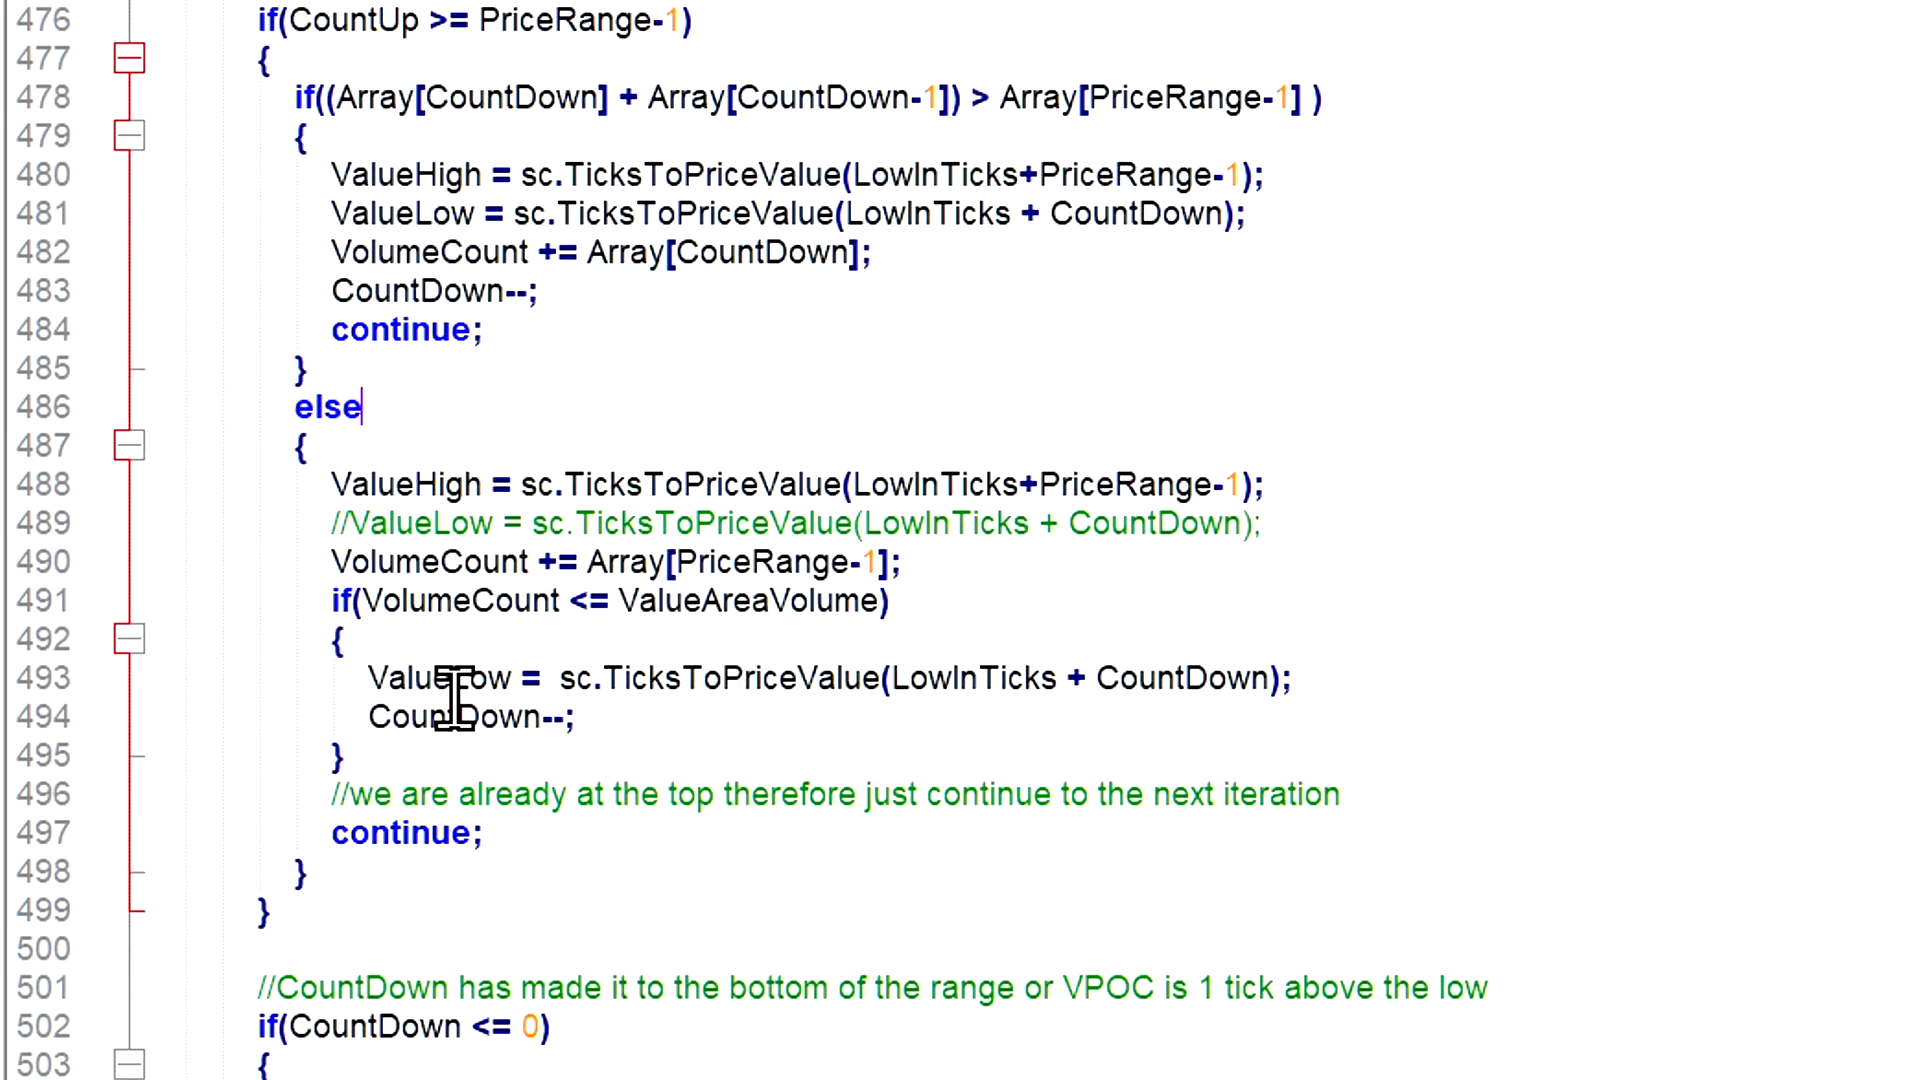 476 if(CountUp >= PriceRange-1)
477 {
478 if((Array[CountDown] + Array[CountDown-1]) > Array[PriceRange-1] )
479 {
480 ValueHigh = sc.TicksToPriceValue(LowInTicks+PriceRange-1);
481 ValueLow = sc.TicksToPriceValue(LowInTicks + CountDown);
482 VolumeCount += Array[CountDown];
483 CountDown--;
484 continue;
485 }
486 else
487 {
488 ValueHigh = sc.TicksToPriceValue(LowInTicks+PriceRange-1);
489 //ValueLow = sc.TicksToPriceValue(LowInTicks + CountDown);
490 VolumeCount += Array[PriceRange-1];
491 if(VolumeCount <= ValueAreaVolume)
492 {
493 ValueLow =  sc.TicksToPriceValue(LowInTicks + CountDown);
494 CountDown--;
495 }
496 //we are already at the top therefore just continue to the next iteration
497 continue;
498 }
499 }
500
501 //CountDown has made it to the bottom of the range or VPOC is 1 tick above the low
502 if(CountDown <= 0)
503 {